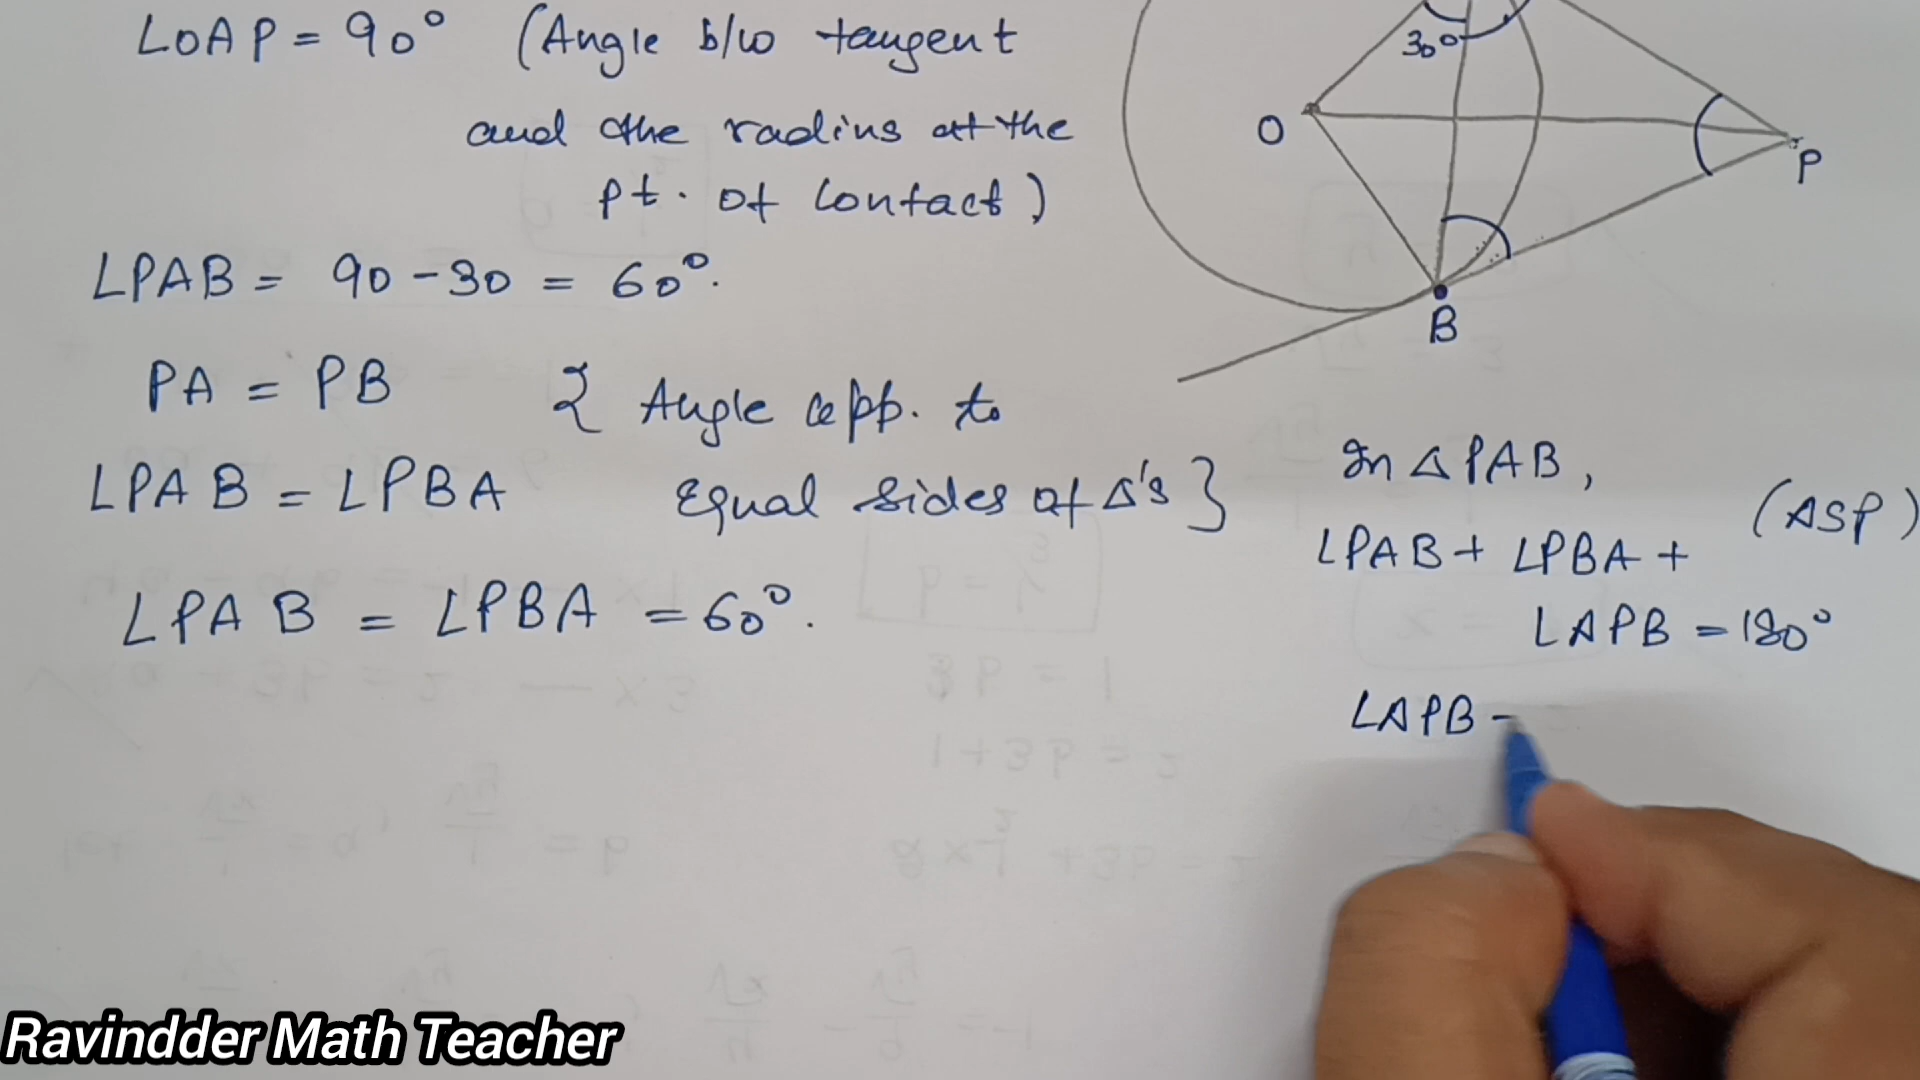 ∠OAP = 90° (Angle b/w tangent
and the radius at the
pt. of contact)
∠PAB = 90 - 30 = 60°.
PA = PB { Angle opp. to
∠PAB = ∠PBA Equal sides of Δ's }
∠PAB = ∠PBA = 60°.
30°
O
P
B
In Δ PAB,
(ASP)
∠PAB + ∠PBA +
∠APB = 180°
∠APB -
Ravindder Math Teacher